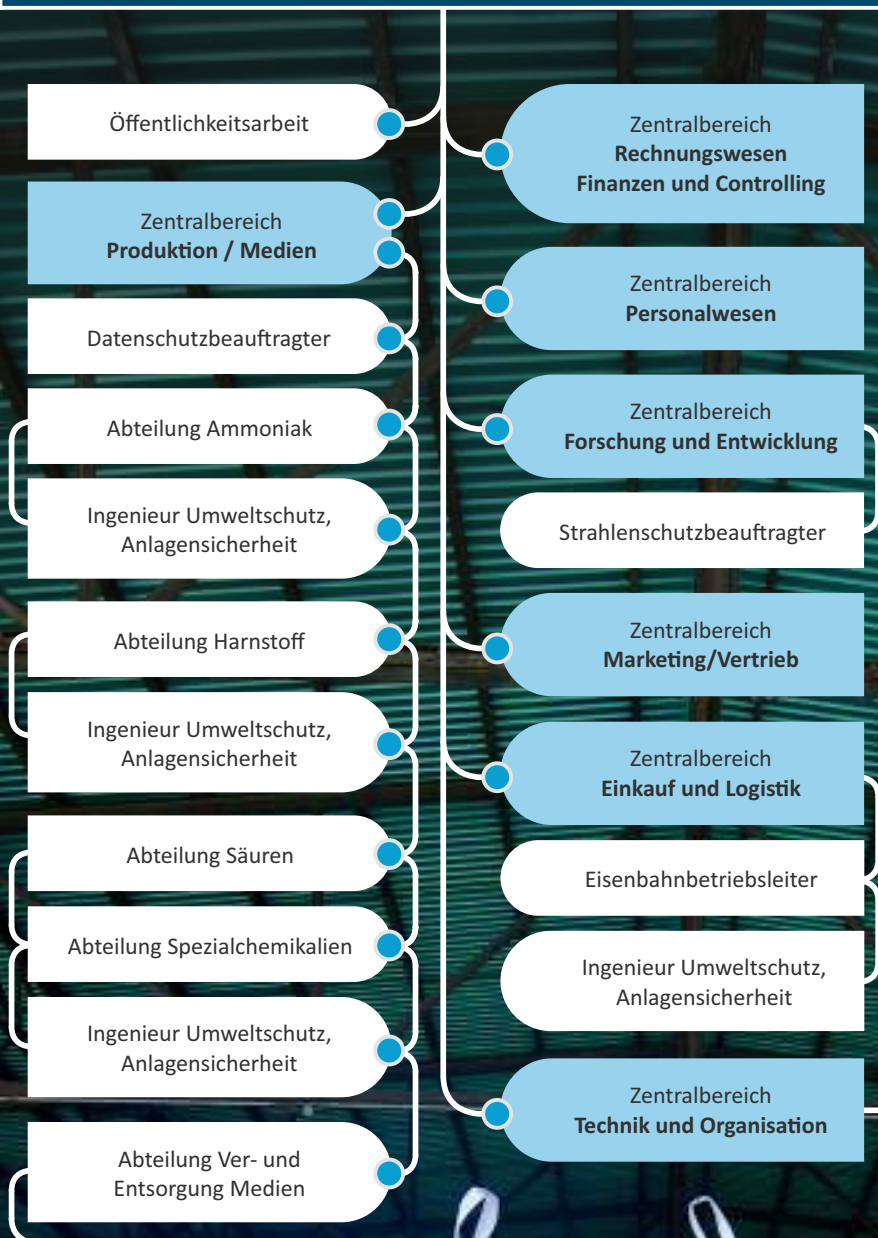 Öffentlichkeitsarbeit
Zentralbereich
Produktion / Medien
Datenschutzbeauftragter
Abteilung Ammoniak
Ingenieur Umweltschutz,
Anlagensicherheit
Abteilung Harnstoff
Ingenieur Umweltschutz,
Anlagensicherheit
Abteilung Säuren
Abteilung Spezialchemikalien
Ingenieur Umweltschutz,
Anlagensicherheit
Abteilung Ver- und
Entsorgung Medien
Zentralbereich
Rechnungswesen
Finanzen und Controlling
Zentralbereich
Personalwesen
Zentralbereich
Forschung und Entwicklung
Strahlenschutzbeauftragter
Zentralbereich
Marketing/Vertrieb
Zentralbereich
Einkauf und Logistik
Eisenbahnbetriebsleiter
Ingenieur Umweltschutz,
Anlagensicherheit
Zentralbereich
Technik und Organisation